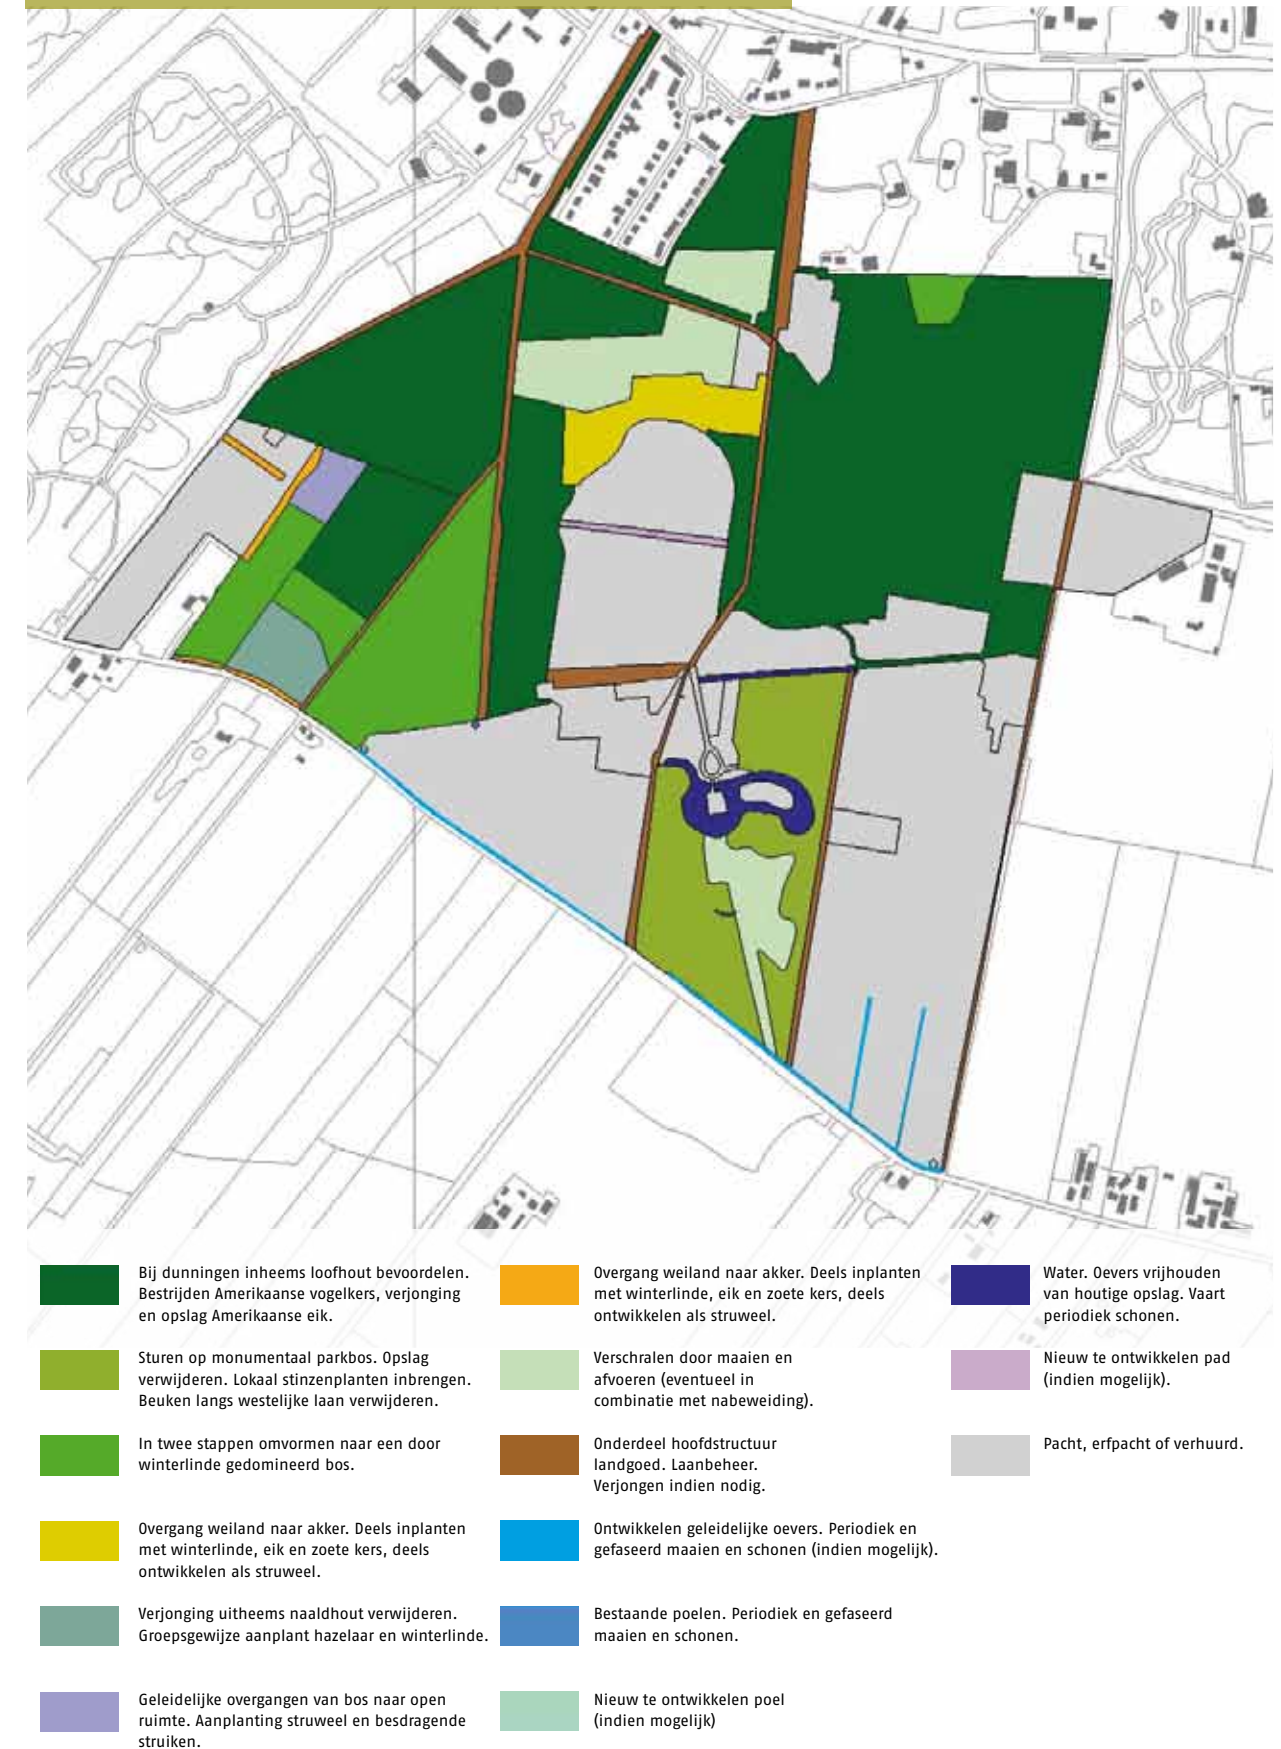 Bij dunningen inheems loofhout bevoordelen.
Bestrijden Amerikaanse vogelkers, verjonging
en opslag Amerikaanse eik.
Sturen op monumentaal parkbos. Opslag
verwijderen. Lokaal stinzenplanten inbrengen.
Beuken langs westelijke laan verwijderen.
In twee stappen omvormen naar een door
winterlinde gedomineerd bos.
Overgang weiland naar akker. Deels inplanten
met winterlinde, eik en zoete kers, deels
ontwikkelen als struweel.
Verjonging uitheems naaldhout verwijderen.
Groepsgewijze aanplant hazelaar en winterlinde.
Geleidelijke overgangen van bos naar open
ruimte. Aanplanting struweel en besdragende
struiken.
Overgang weiland naar akker. Deels inplanten
met winterlinde, eik en zoete kers, deels
ontwikkelen als struweel.
Verschralen door maaien en
afvoeren (eventueel in
combinatie met nabeweiding).
Onderdeel hoofdstructuur
landgoed. Laanbeheer.
Verjongen indien nodig.
Ontwikkelen geleidelijke oevers. Periodiek en
gefaseerd maaien en schonen (indien mogelijk).
Bestaande poelen. Periodiek en gefaseerd
maaien en schonen.
Nieuw te ontwikkelen poel
(indien mogelijk)
Water. Oevers vrijhouden
van houtige opslag. Vaart
periodiek schonen.
Nieuw te ontwikkelen pad
(indien mogelijk).
Pacht, erfpacht of verhuurd.